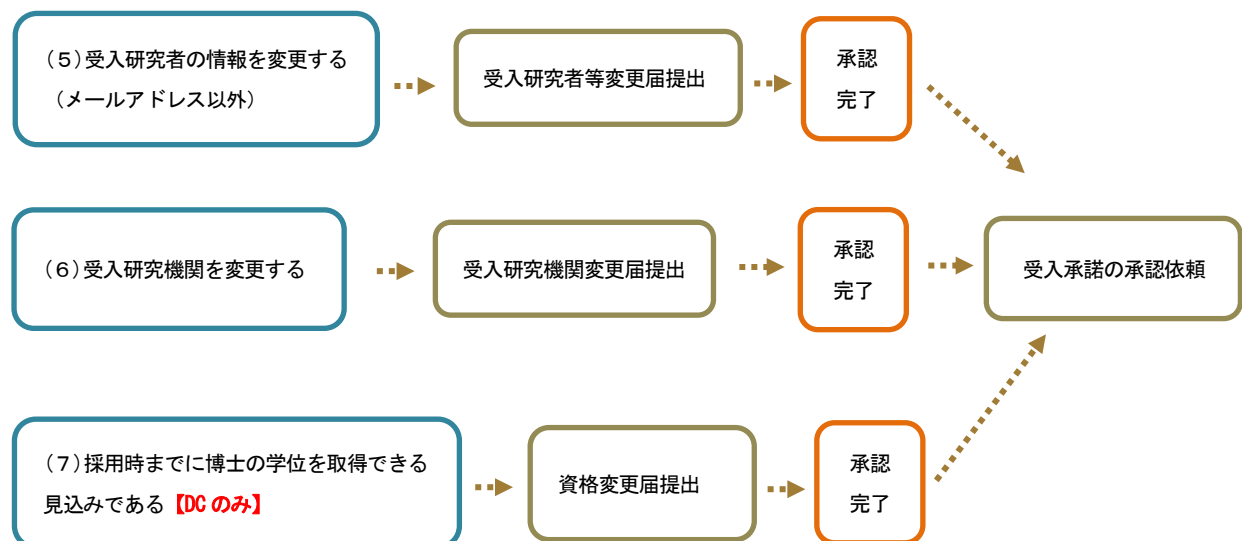 (5)受入研究者の情報を変更する
(メールアドレス以外)
受入研究者等変更届提出
承認
完了
(6)受入研究機関を変更する
受入研究機関変更届提出
承認
完了
受入承諾の承認依頼
(7)採用時までに博士の学位を取得できる
見込みである【DC のみ】
資格変更届提出
承認
完了